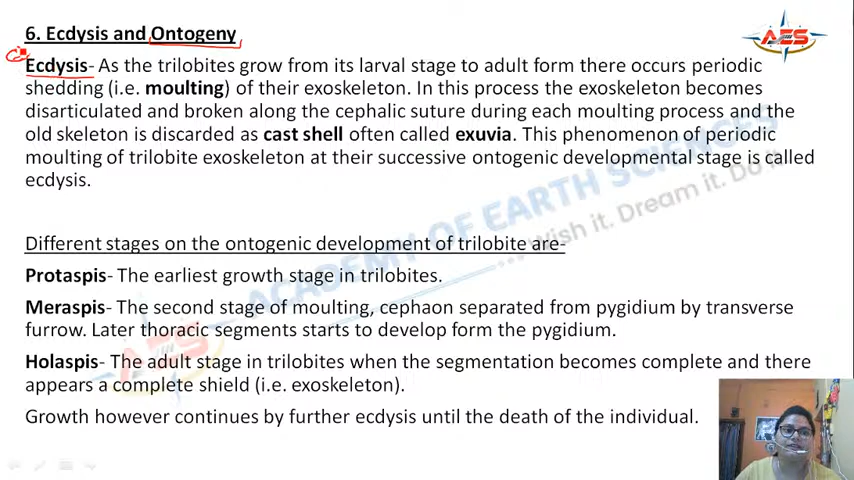 6. Ecdysis and Ontogeny
AES
Ecdysis- As the trilobites grow from its larval stage to adult form there occurs periodic
shedding (i.e. moulting) of their exoskeleton. In this process the exoskeleton becomes
disarticulated and broken along the cephalic suture during each moulting process and the
old skeleton is discarded as cast shell often called exuvia. This phenomenon of periodic
moulting of trilobite exoskeleton at their successive ontogenic developmental stage is called
ecdysis.
ACADEMY OF EARTH SCIENCES
...Wish it. Dream it. Do it
Different stages on the ontogenic development of trilobite are-
Protaspis- The earliest growth stage in trilobites.
Meraspis- The second stage of moulting, cephaon separated from pygidium by transverse
furrow. Later thoracic segments starts to develop form the pygidium.
AES
Holaspis- The adult stage in trilobites when the segmentation becomes complete and there
appears a complete shield (i.e. exoskeleton).
Growth however continues by further ecdysis until the death of the individual.